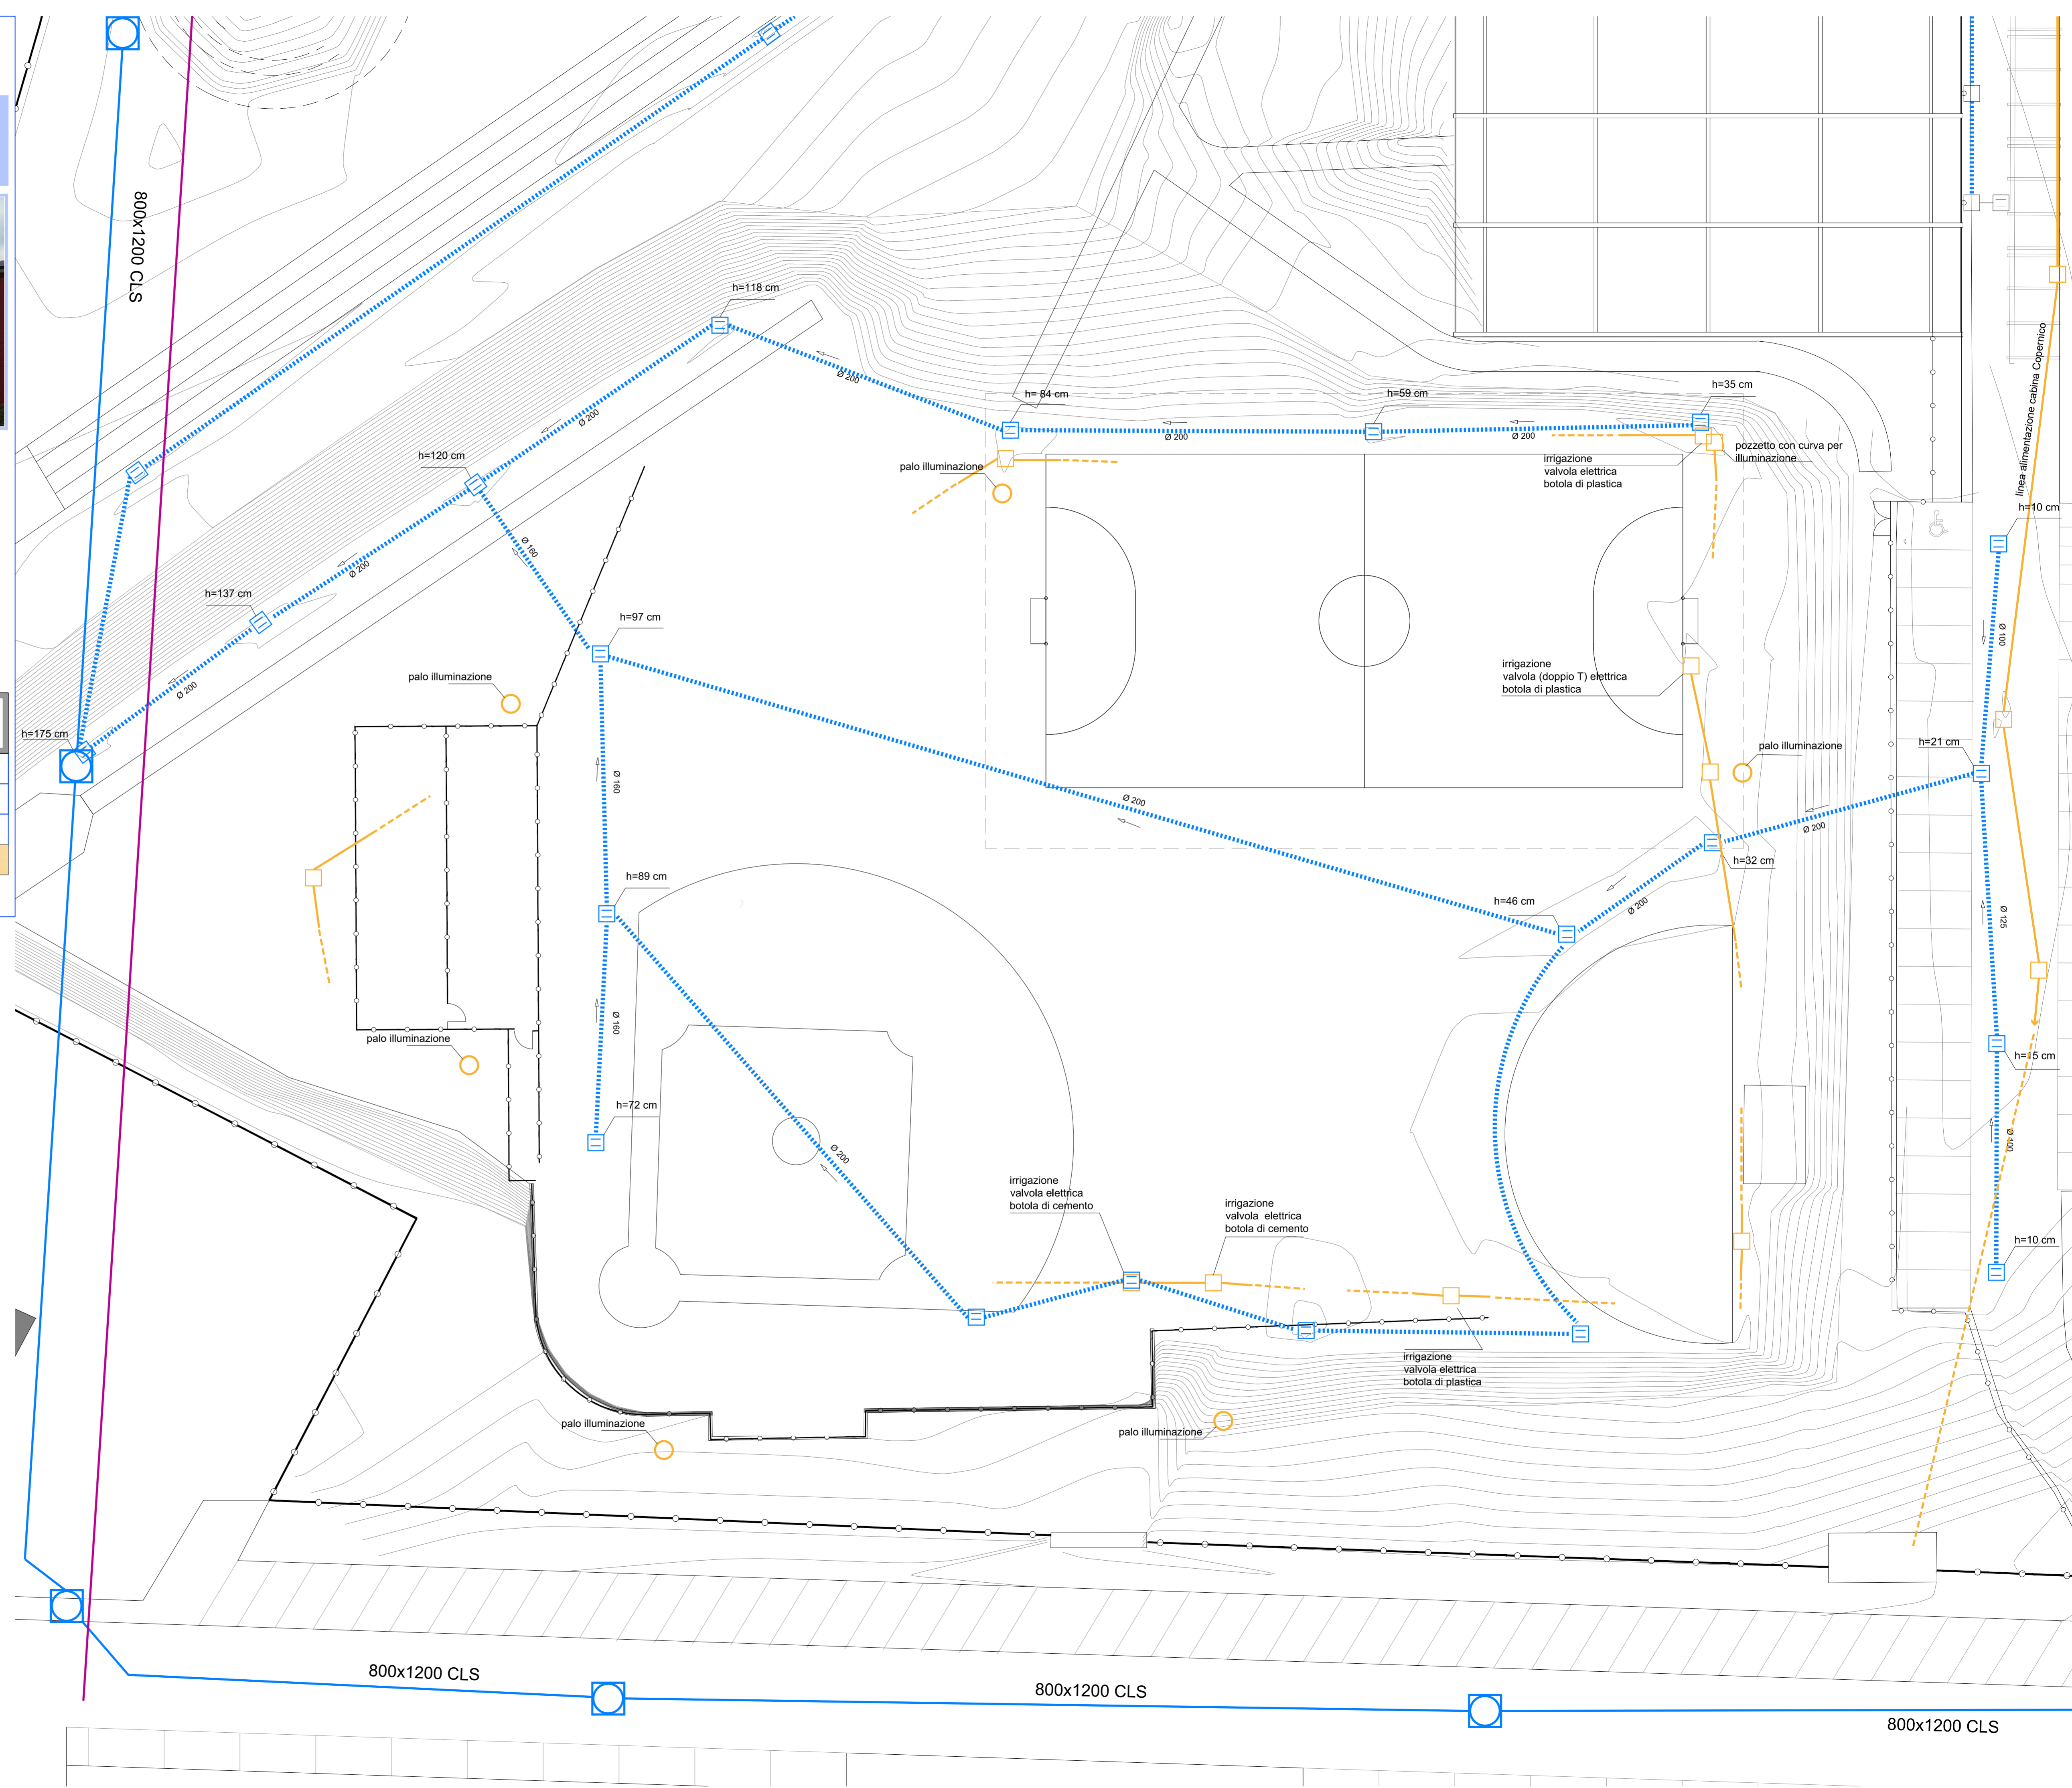 800x1200 CLS
h=118 cm
Ø 200
linea alimentazione cabina Copernico
h= 84 cm
h=59 cm
h=35 cm
Ø 200
Ø 200
Ø 200
pozzetto con curva per
illuminazione
irrigazione
valvola elettrica
botola di plastica
h=120 cm
palo illuminazione
h=10 cm
Ø 160
Ø 200
h=137 cm
h=97 cm
Ø 100
irrigazione
valvola (doppio T) elettrica
botola di plastica
palo illuminazione
Ø 200
h=175 cm
h=21 cm
palo illuminazione
Ø 160
Ø 200
Ø 200
h=32 cm
h=89 cm
h=46 cm
Ø 200
Ø 125
Ø 160
palo illuminazione
h=15 cm
h=72 cm
Ø 100
Ø 200
irrigazione
valvola elettrica
botola di cemento
irrigazione
valvola  elettrica
botola di cemento
h=10 cm
irrigazione
valvola elettrica
botola di plastica
palo illuminazione
palo illuminazione
800x1200 CLS
800x1200 CLS
800x1200 CLS